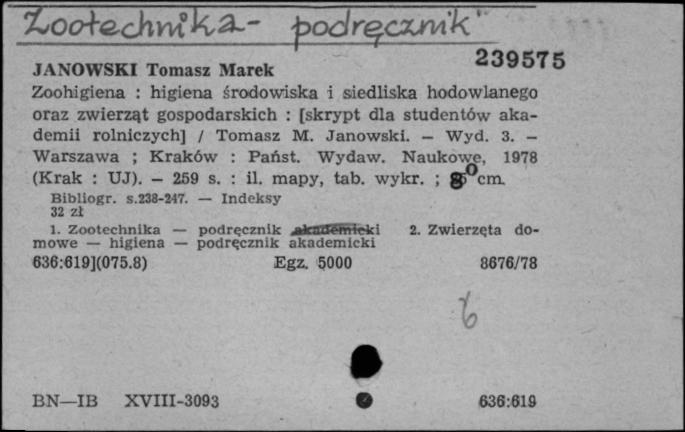 Zootechnika - podręcznik
239575
JANOWSKI Tomasz Marek
Zoohigiena : higiena środowiska i siedliska hodowlanego
oraz zwierząt gospodarskich : [skrypt dla studentów aka-
demii rolniczych] / Tomasz M. Janowski. — Wyd. 3. —
Warszawa ; Kraków : Państ. Wydaw. Naukowe, 1978
(Krak : UJ). — 259 s. : il. mapy, tab. wykr. ; 8° cm.
Bibliogr. s.238-247. — Indeksy
32 zł
1. Zootechnika — podręcznik akademicki 2. Zwierzęta do-
mowe — higiena — podręcznik akademicki
636:619](075.8) Egz. 5000 8676/78
BN—IB XVIII-3093 636:619